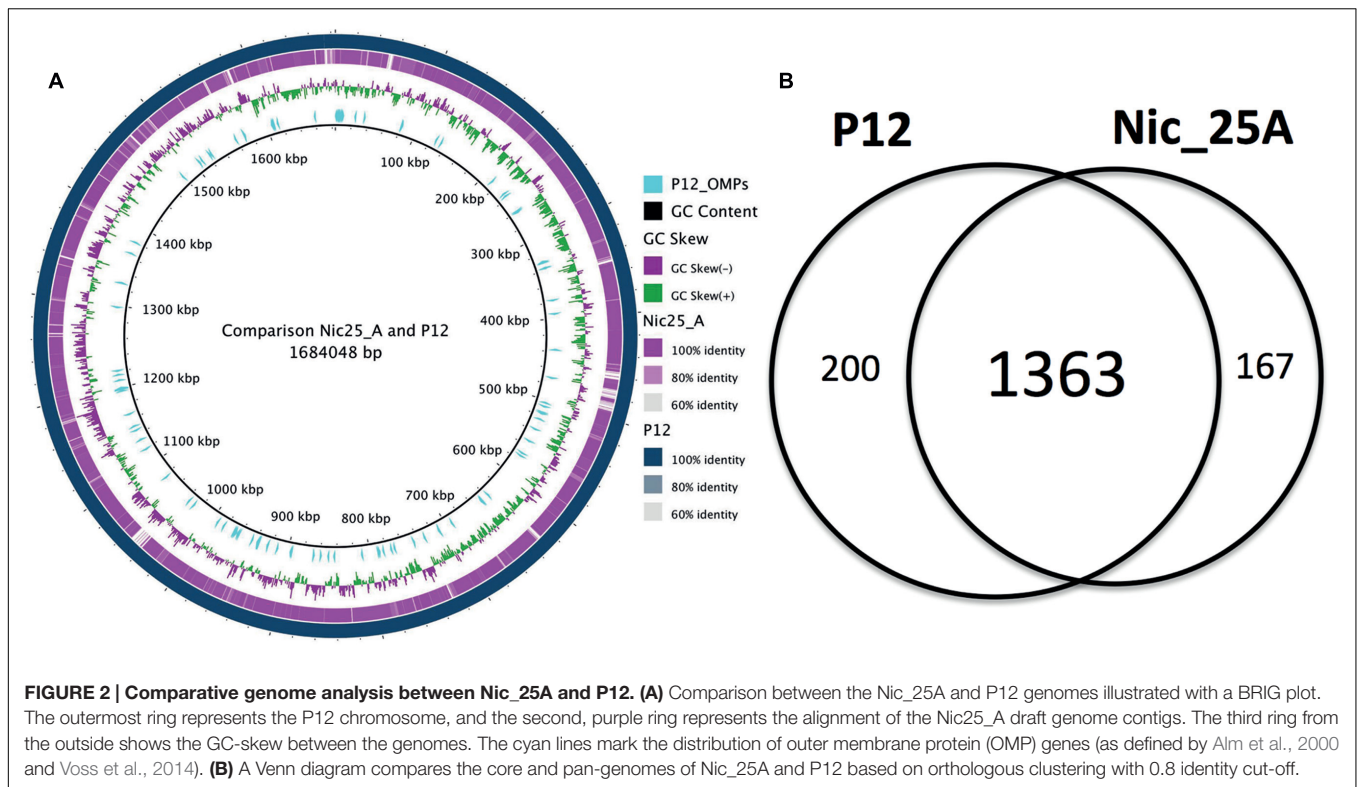 A
100 kbp
200 kbp
300 kbp
400 kbp
500 kbp
600 kbp
700 kbp
800 kbp
900 kbp
1000 kbp
1100 kbp
1200 kbp
1300 kbp
1400 kbp
1500 kbp
1600 kbp
Comparison Nic25_A and P12
1684048 bp
P12_OMPs
GC Content
GC Skew
GC Skew(-)
GC Skew(+)
Nic25_A
100% identity
80% identity
60% identity
P12
100% identity
80% identity
60% identity
B
P12
Nic_25A
200
1363
167
FIGURE 2 | Comparative genome analysis between Nic_25A and P12. (A) Comparison between the Nic_25A and P12 genomes illustrated with a BRIG plot.
The outermost ring represents the P12 chromosome, and the second, purple ring represents the alignment of the Nic25_A draft genome contigs. The third ring from
the outside shows the GC-skew between the genomes. The cyan lines mark the distribution of outer membrane protein (OMP) genes (as defined by Alm et al., 2000
and Voss et al., 2014). (B) A Venn diagram compares the core and pan-genomes of Nic_25A and P12 based on orthologous clustering with 0.8 identity cut-off.